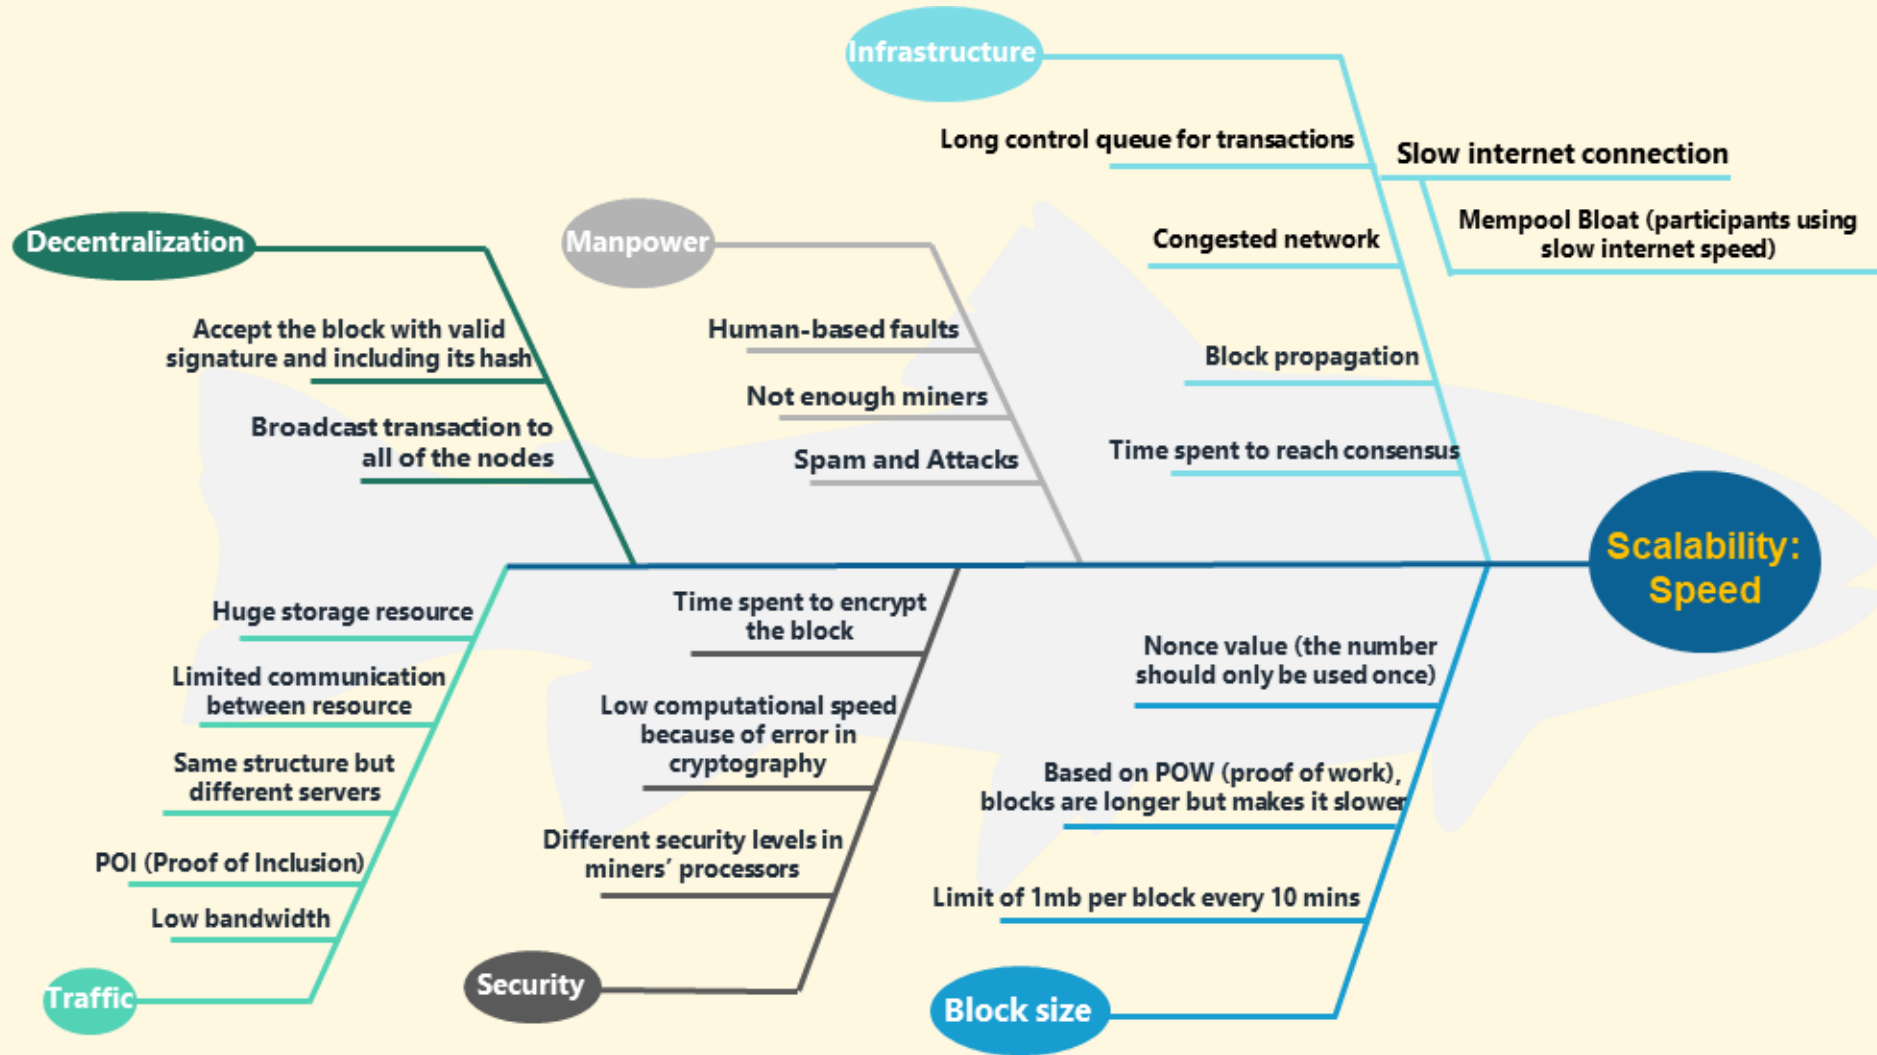 Infrastructure
Long control queue for transactions
Slow internet connection
Mempool Bloat (participants using
slow internet speed)
Congested network
Block propagation
Time spent to reach consensus
Decentralization
Accept the block with valid
signature and including its hash
Broadcast transaction to
all of the nodes
Manpower
Human-based faults
Not enough miners
Spam and Attacks
Scalability:
Speed
Huge storage resource
Limited communication
between resource
Same structure but
different servers
POI (Proof of Inclusion)
Low bandwidth
Traffic
Time spent to encrypt
the block
Low computational speed
because of error in
cryptography
Different security levels in
miners’ processors
Security
Nonce value (the number
should only be used once)
Based on POW (proof of work),
blocks are longer but makes it slower
Limit of 1mb per block every 10 mins
Block size